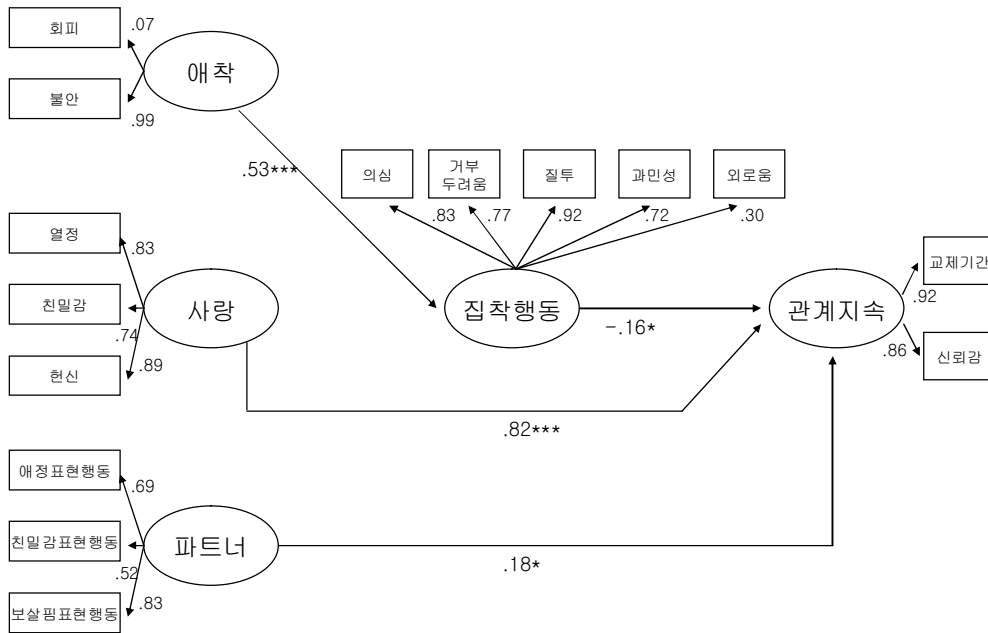 회피
.07
애착
불안
.99
.53***
의심
거부
두려움
질투
과민성
외로움
.83
.77
.92
.72
.30
열정
.83
친밀감
사랑
.74
헌신
.89
집착행동
-.16*
관계지속
교제기간
.92
.86
신뢰감
.82***
애정표현행동
.69
친밀감표현행동
파트너
.52
보살핌표현행동
.83
.18*